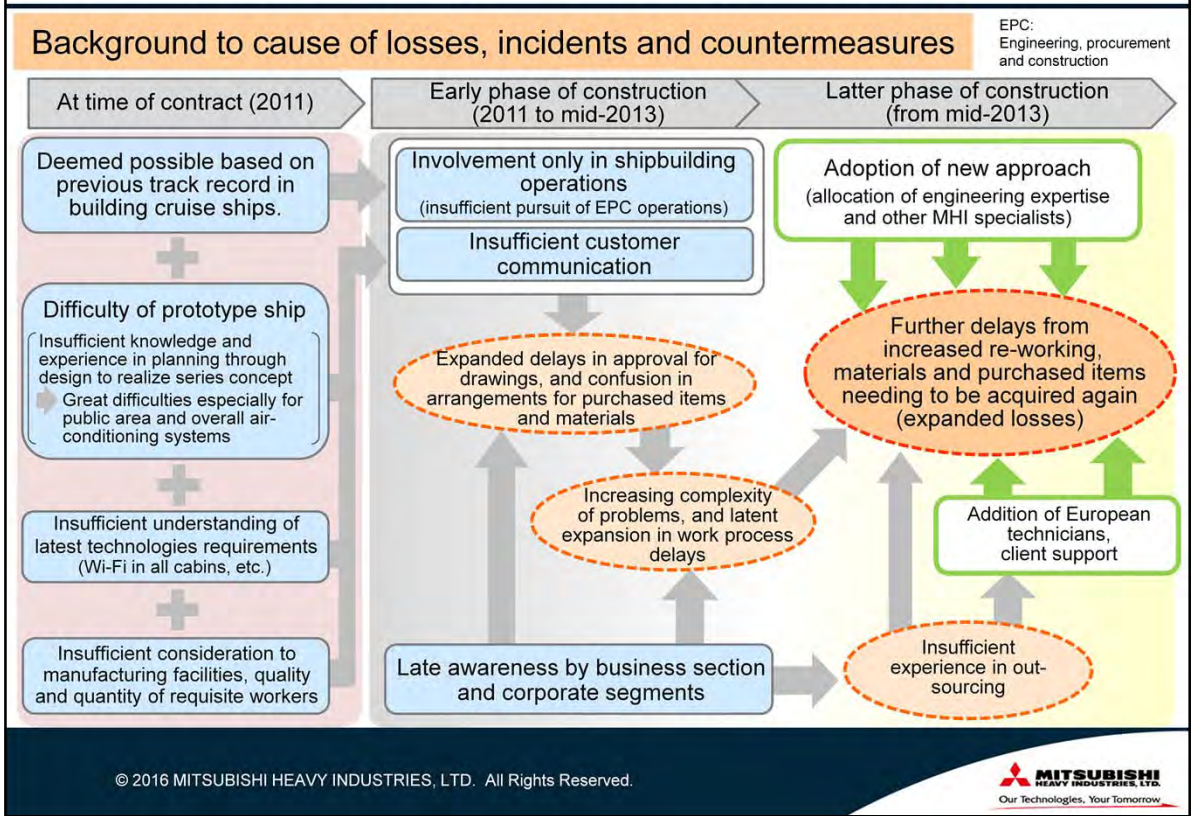 Background to cause of losses, incidents and countermeasures
EPC:
Engineering, procurement
and construction
At time of contract (2011)
Early phase of construction
(2011 to mid-2013)
Latter phase of construction
(from mid-2013)
Deemed possible based on
previous track record in
building cruise ships.
Difficulty of prototype ship
Insufficient knowledge and
experience in planning through
design to realize series concept
Great difficulties especially for
public area and overall air-
conditioning systems
Insufficient understanding of
latest technologies requirements
(Wi-Fi in all cabins, etc.)
Insufficient consideration to
manufacturing facilities, quality
and quantity of requisite workers
Involvement only in shipbuilding
operations
(insufficient pursuit of EPC operations)
Insufficient customer
communication
Expanded delays in approval for
drawings, and confusion in
arrangements for purchased items
and materials
Increasing complexity
of problems, and latent
expansion in work process
delays
Late awareness by business section
and corporate segments
Adoption of new approach
(allocation of engineering expertise
and other MHI specialists)
Further delays from
increased re-working,
materials and purchased items
needing to be acquired again
(expanded losses)
Addition of European
technicians,
client support
Insufficient
experience in out-
sourcing
© 2016 MITSUBISHI HEAVY INDUSTRIES, LTD. All Rights Reserved.
MITSUBISHI
HEAVY INDUSTRIES, LTD.
Our Technologies, Your Tomorrow